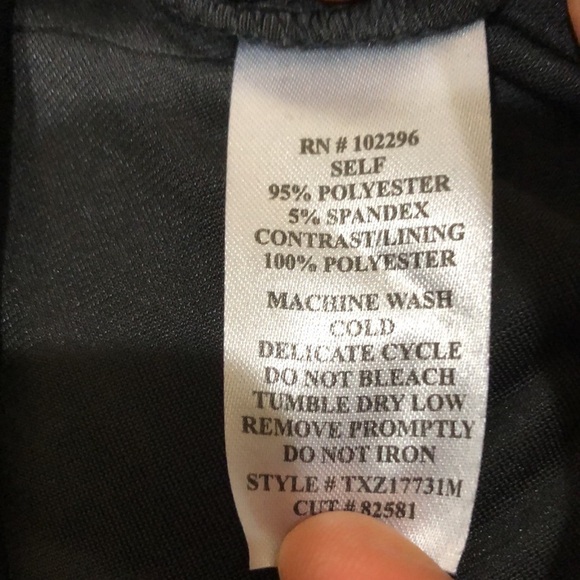 RN # 102296
SELF
95% POLYESTER
5% SPANDEX
CONTRAST/LINING
100% POLYESTER
MACHINE WASH
COLD
DELICATE CYCLE
DO NOT BLEACH
TUMBLE DRY LOW
REMOVE PROMPTLY
DO NOT IRON
STYLE # TXZ17731M
CUT # 82581